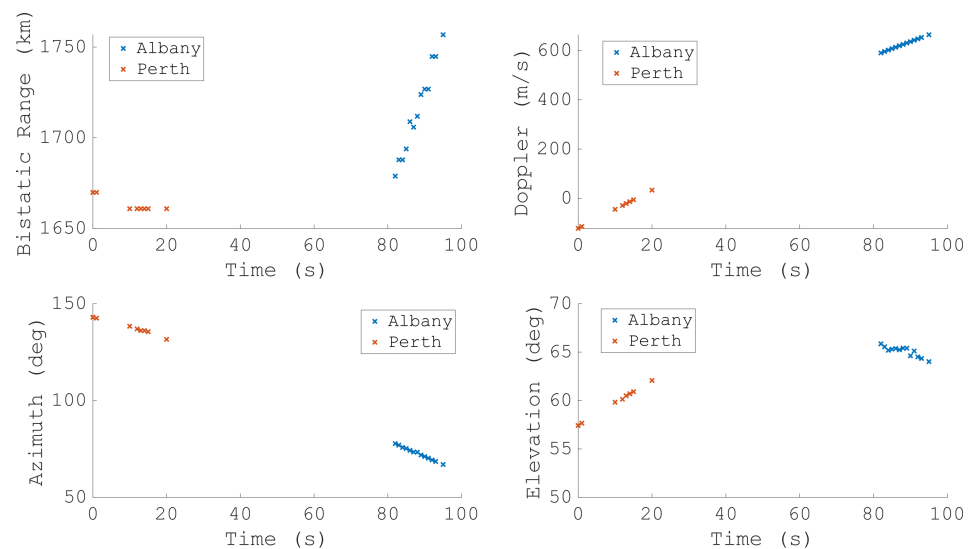 Bistatic Range (km)
1750
1700
1650
Albany
Perth
0 20 40 60 80 100
Time (s)
Doppler (m/s)
600
400
200
0
Albany
Perth
0 20 40 60 80 100
Time (s)
Azimuth (deg)
150
100
50
Albany
Perth
0 20 40 60 80 100
Time (s)
Elevation (deg)
70
65
60
55
50
Albany
Perth
0 20 40 60 80 100
Time (s)